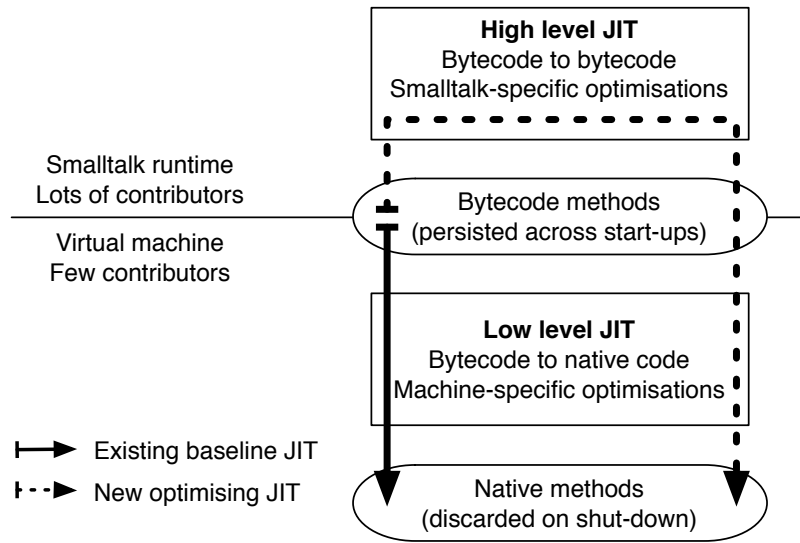 High level JIT
Bytecode to bytecode
Smalltalk-specific optimisations
Smalltalk runtime
Lots of contributors
Bytecode methods
(persisted across start-ups)
Virtual machine
Few contributors
Low level JIT
Bytecode to native code
Machine-specific optimisations
Existing baseline JIT
New optimising JIT
Native methods
(discarded on shut-down)